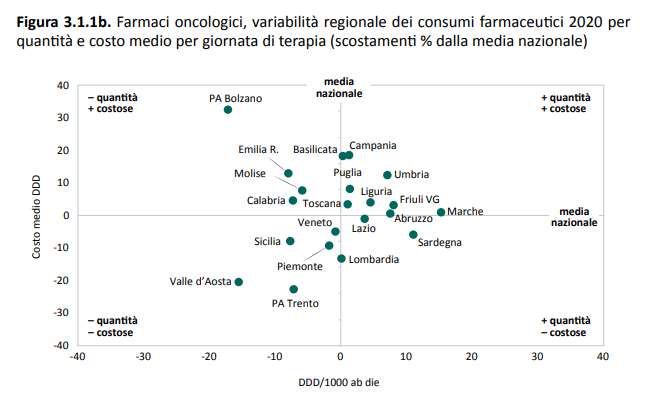 Figura 3.1.1b. Farmaci oncologici, variabilità regionale dei consumi farmaceutici 2020 per
quantità e costo medio per giornata di terapia (scostamenti % dalla media nazionale)
media
nazionale
40
– quantità
+ costose
+ quantità
+ costose
PA Bolzano
30
20
Emilia R.
Basilicata
Campania
Molise
Puglia
Umbria
10
Calabria
Toscana
Liguria
Friuli VG
Marche
media
nazionale
0
Veneto
Lazio
Abruzzo
Sicilia
Sardegna
-10
Piemonte
Lombardia
Valle d'Aosta
-20
PA Trento
-30
– quantità
– costose
+ quantità
– costose
-40
Costo medio DDD
-40
-30
-20
-10
0
10
20
30
40
DDD/1000 ab die